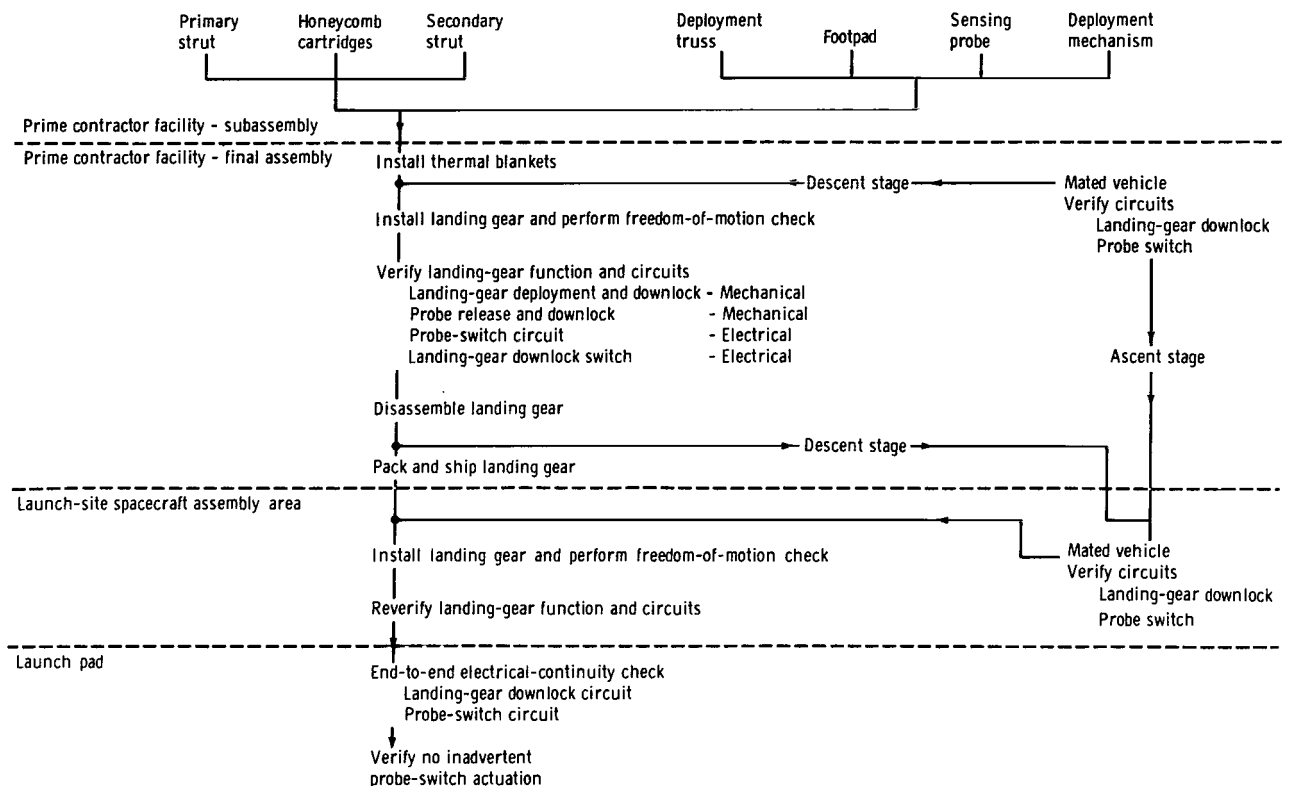 Primary strut
Honeycomb cartridges
Secondary strut
Deployment truss
Footpad
Sensing probe
Deployment mechanism
Prime contractor facility - subassembly
Prime contractor facility - final assembly
Install thermal blankets
Descent stage
Mated vehicle
Verify circuits
Landing-gear downlock
Probe switch
Install landing gear and perform freedom-of-motion check
Verify landing-gear function and circuits
Landing-gear deployment and downlock - Mechanical
Probe release and downlock - Mechanical
Probe-switch circuit - Electrical
Landing-gear downlock switch - Electrical
Ascent stage
Disassemble landing gear
Descent stage
Pack and ship landing gear
Launch-site spacecraft assembly area
Mated vehicle
Verify circuits
Landing-gear downlock
Probe switch
Install landing gear and perform freedom-of-motion check
Reverify landing-gear function and circuits
Launch pad
End-to-end electrical-continuity check
Landing-gear downlock circuit
Probe-switch circuit
Verify no inadvertent
probe-switch actuation